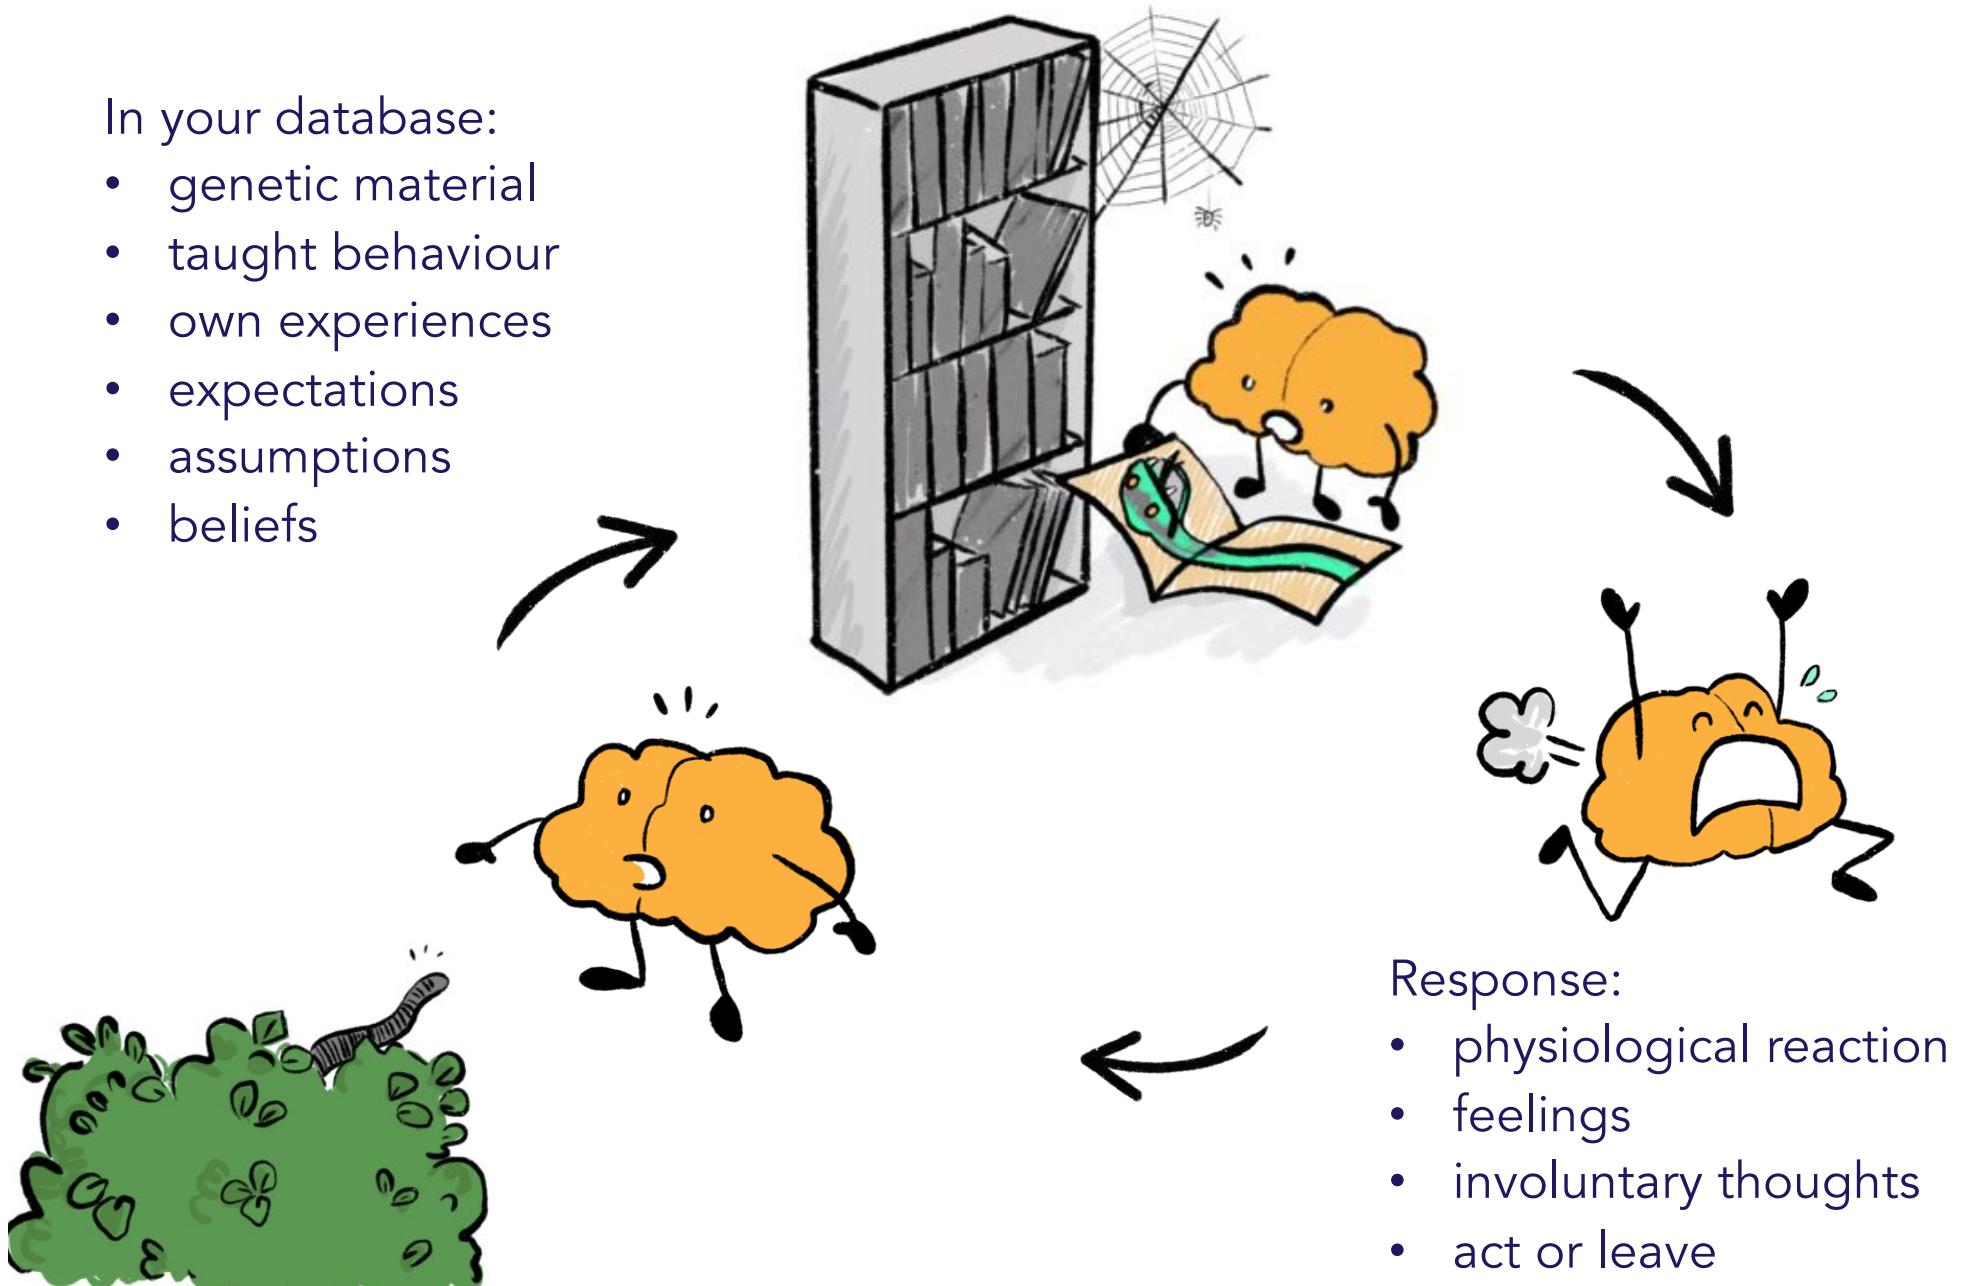 In your database:
• genetic material
• taught behaviour
• own experiences
• expectations
• assumptions
• beliefs
Response:
• physiological reaction
• feelings
• involuntary thoughts
• act or leave